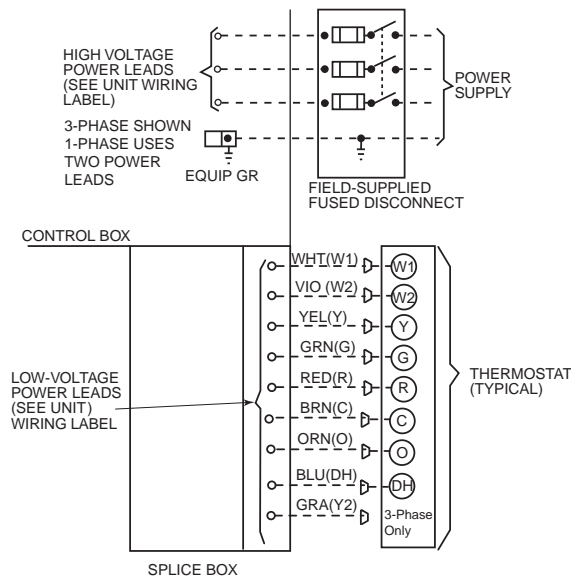 HIGH VOLTAGE
POWER LEADS
(SEE UNIT WIRING
LABEL)
POWER
SUPPLY
3-PHASE SHOWN
1-PHASE USES
TWO POWER
LEADS
EQUIP GR
FIELD-SUPPLIED
FUSED DISCONNECT
CONTROL BOX
WHT(W1)
W1
VIO (W2)
W2
YEL(Y)
Y
GRN(G)
G
RED(R)
R
BRN(C)
C
ORN(O)
O
BLU(DH)
DH
GRA(Y2)
3-Phase
Only
LOW-VOLTAGE
POWER LEADS
(SEE UNIT)
WIRING LABEL
THERMOSTAT
(TYPICAL)
SPLICE BOX